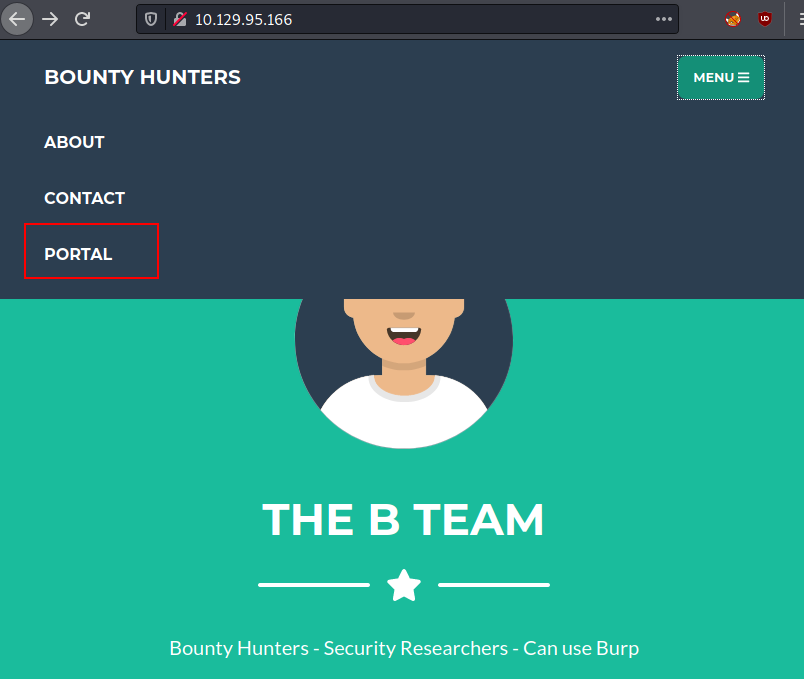 10.129.95.166
BOUNTY HUNTERS
MENU
ABOUT
CONTACT
PORTAL
THE B TEAM
Bounty Hunters - Security Researchers - Can use Burp